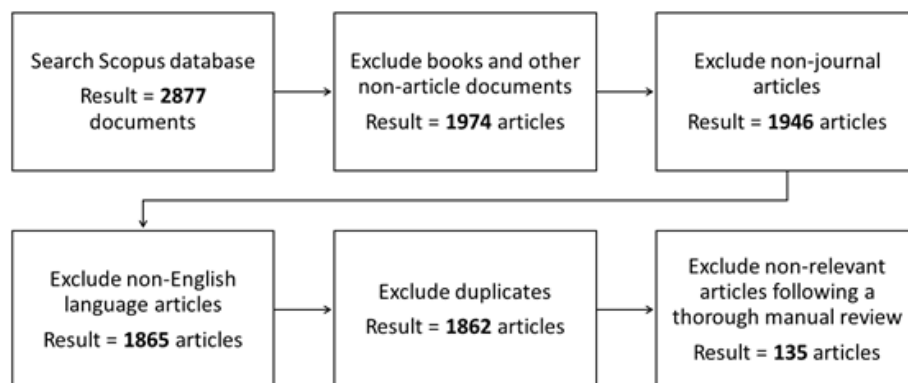 Search Scopus database
Result = 2877
documents
Exclude books and other
non-article documents
Result = 1974 articles
Exclude non-journal
articles
Result = 1946 articles
Exclude non-English
language articles
Result = 1865 articles
Exclude duplicates
Result = 1862 articles
Exclude non-relevant
articles following a
thorough manual review
Result = 135 articles